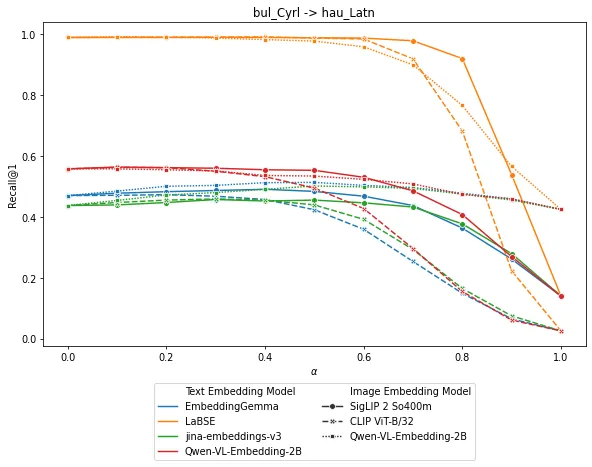 bul_Cyrl -> hau_Latn
Recall@1
1.0
0.8
0.6
0.4
0.2
0.0
0.0 0.2 0.4 0.6 0.8 1.0
α
Text Embedding Model
EmbeddingGemma
LaBSE
jina-embeddings-v3
Qwen-VL-Embedding-2B
Image Embedding Model
SigLIP 2 So400m
CLIP ViT-B/32
Qwen-VL-Embedding-2B